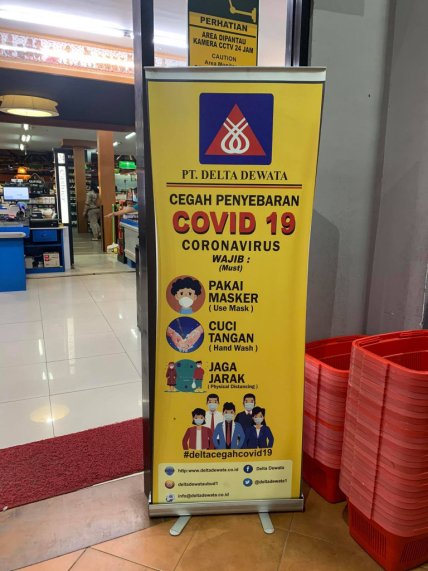 PERHATIAN
AREA DIPANTAU
KAMERA CCTV 24 JAM
CAUTION
PT. DELTA DEWATA
CEGAH PENYEBARAN
COVID 19
CORONAVIRUS
WAJIB :
(Must)
PAKAI
MASKER
( Use Mask )
CUCI
TANGAN
( Hand Wash )
JAGA
JARAK
( Physical Distancing )
#deltacegahcovid19
http:www.deltadewata.co.id
Delta Dewata
deltadewataubud1
@deltadewata1
info@deltadewata.co.id